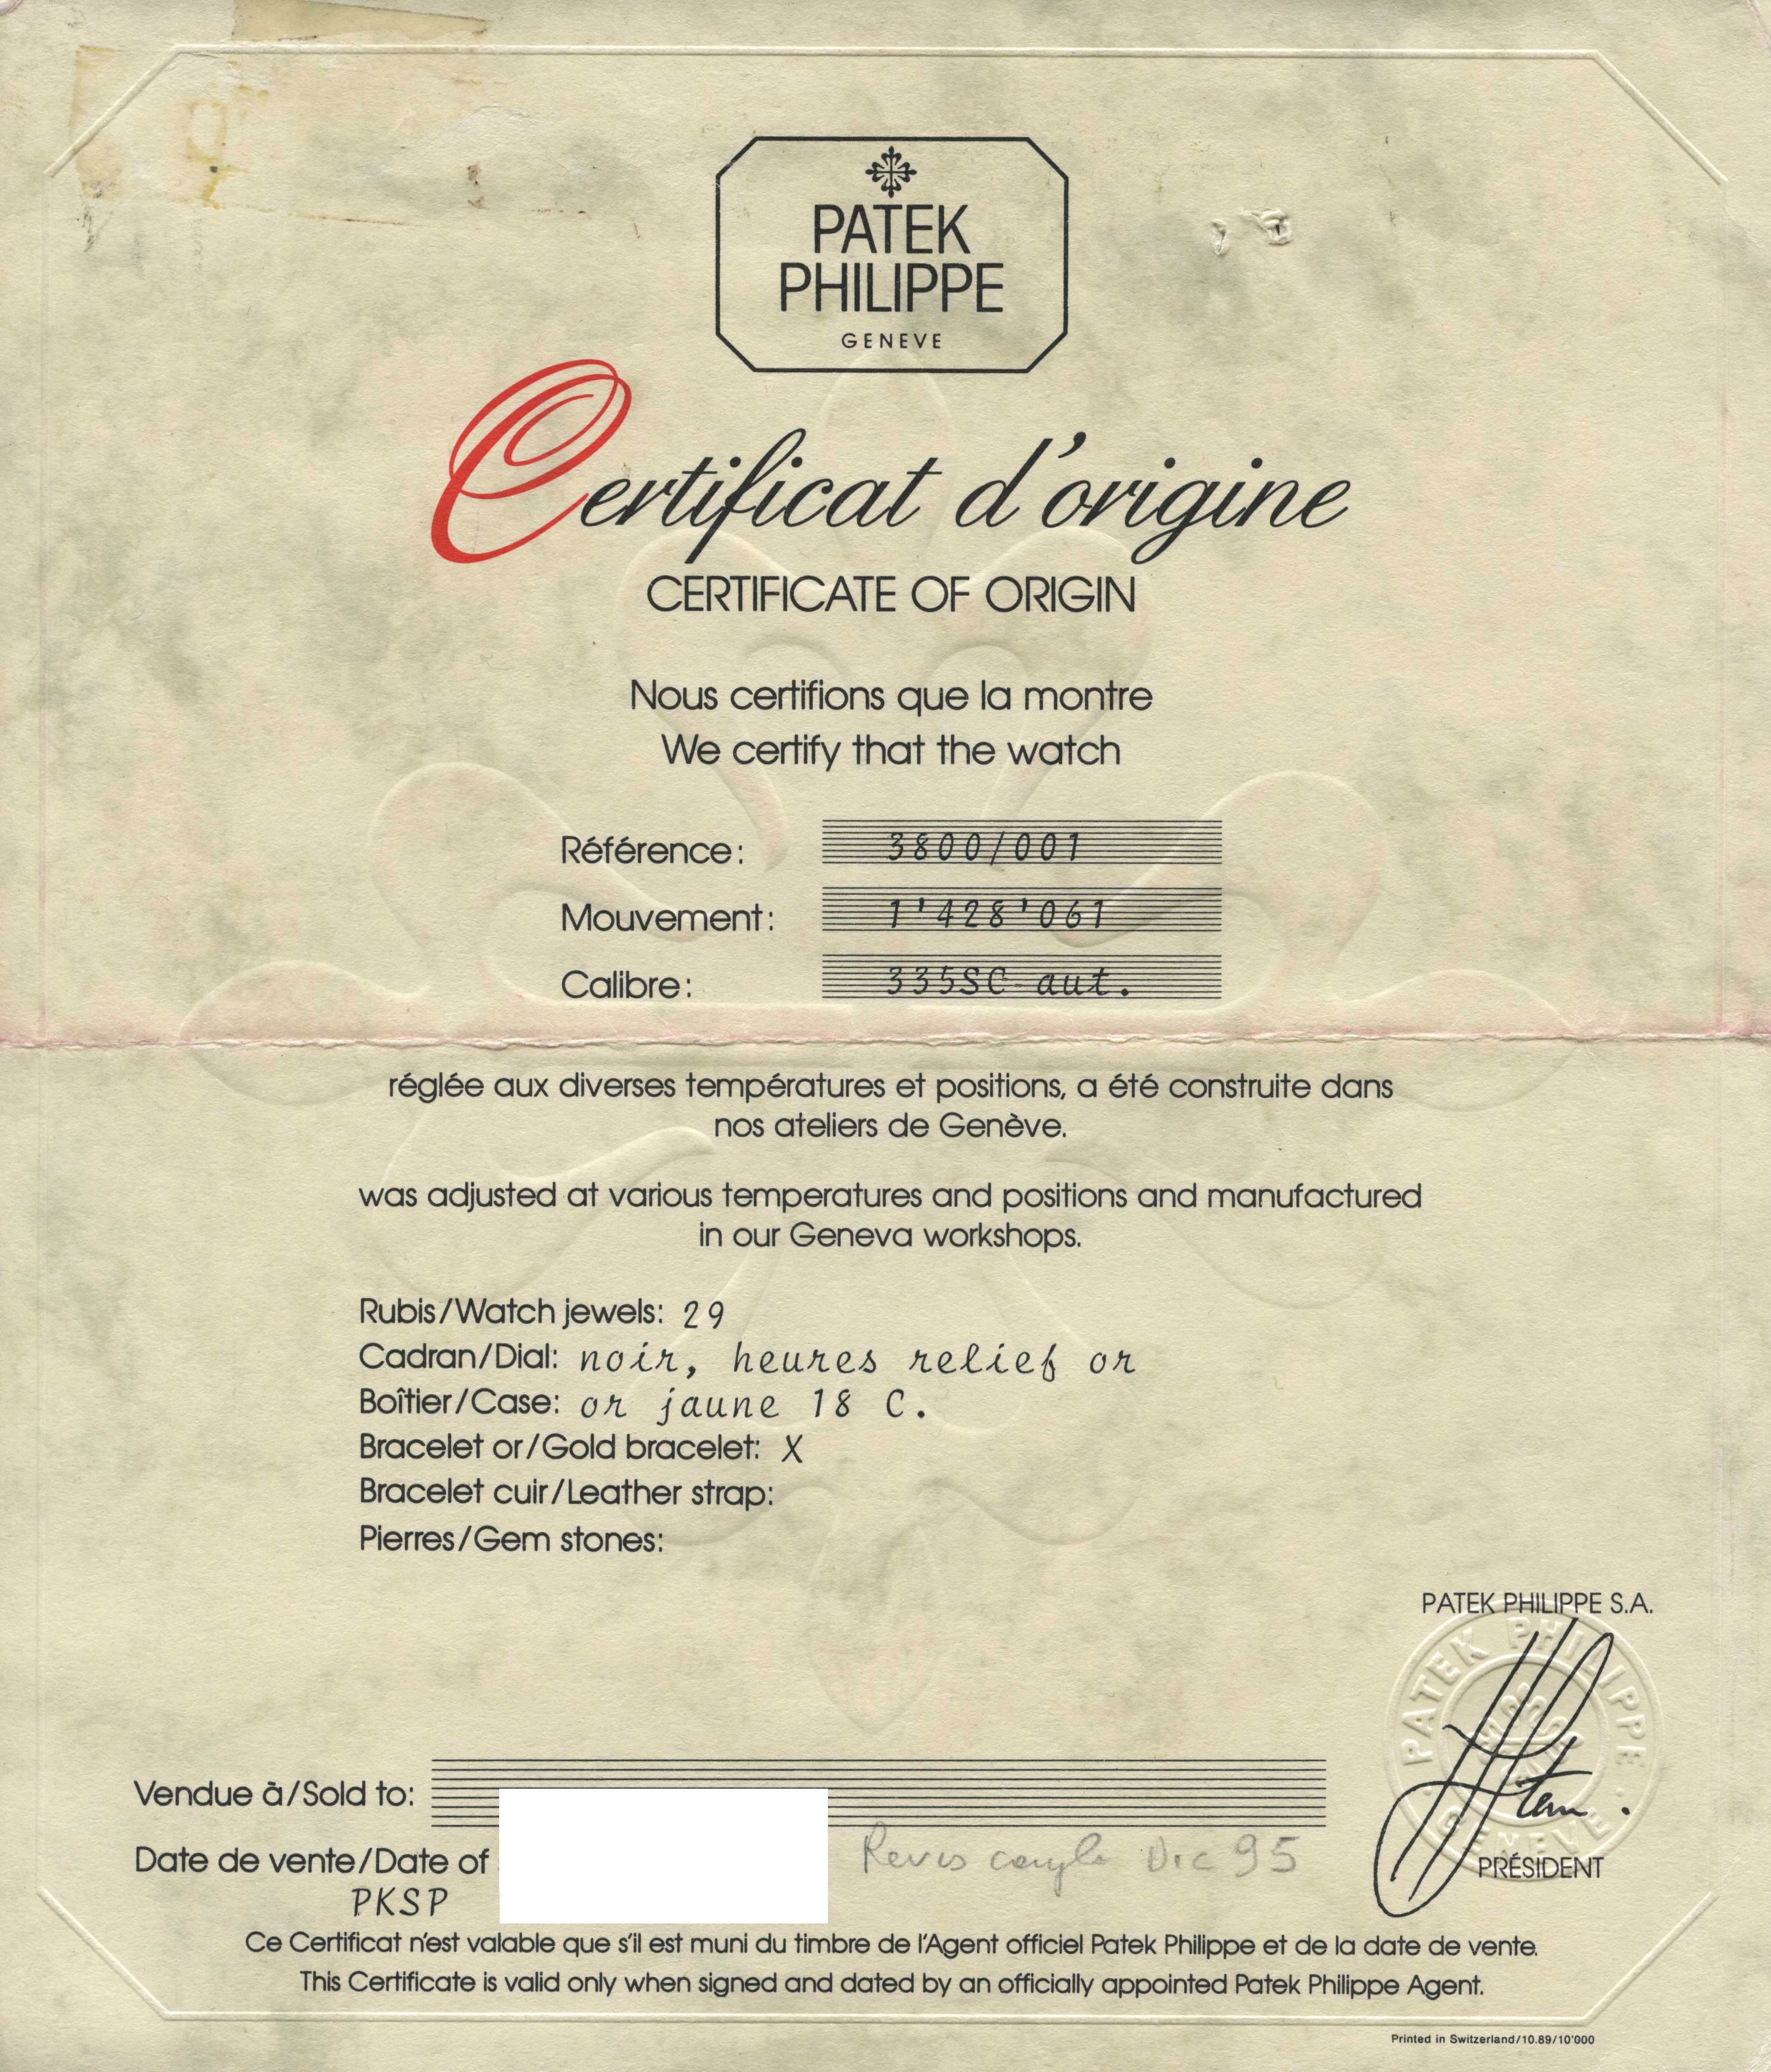 PATEK
PHILIPPE
GENEVE
Certificat d'origine
CERTIFICATE OF ORIGIN
Nous certifions que la montre
We certify that the watch
Référence: 3800/001
Mouvement: 1'428'061
Calibre: 335SC aut.
réglée aux diverses températures et positions, a été construite dans
nos ateliers de Genève.
was adjusted at various temperatures and positions and manufactured
in our Geneva workshops.
Rubis/Watch jewels: 29
Cadran/Dial: noir, heures relief or
Boîtier/Case: or jaune 18 C.
Bracelet or/Gold bracelet: X
Bracelet cuir/Leather strap:
Pierres/Gem stones:
PATEK PHILIPPE S.A.
PATEK PHILIPPE · GENEVE ·
Vendue à/Sold to:
Date de vente/Date of
Dec 95
PRÉSIDENT
PKSP
Ce Certificat n'est valable que s'il est muni du timbre de l'Agent officiel Patek Philippe et de la date de vente.
This Certificate is valid only when signed and dated by an officially appointed Patek Philippe Agent.
Printed in Switzerland/10.89/10'000